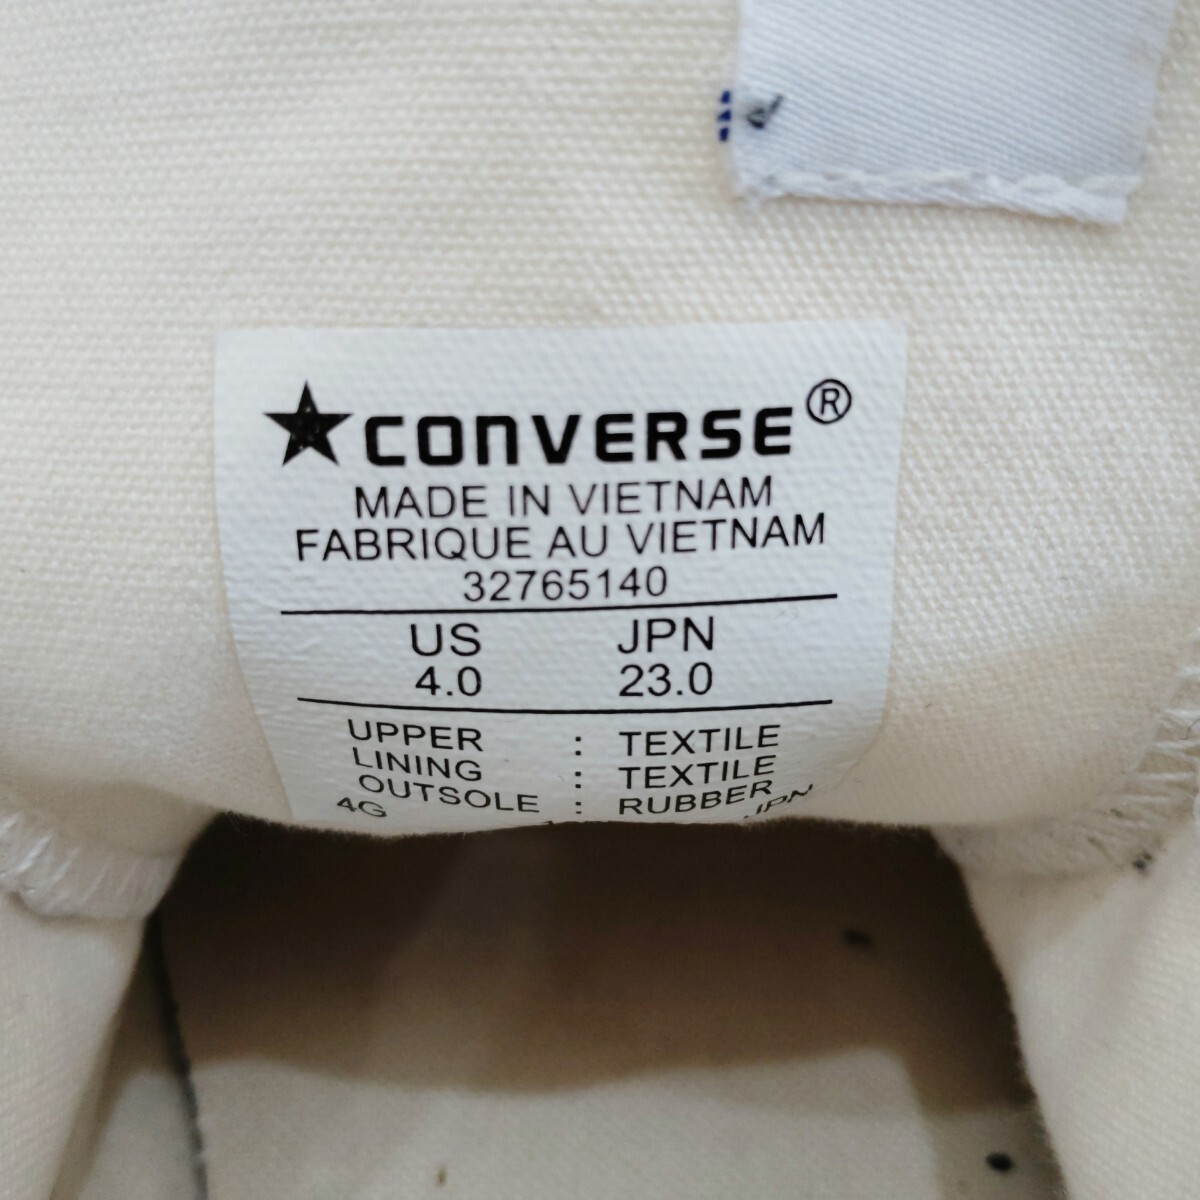 ★CONVERSE®
MADE IN VIETNAM
FABRIQUE AU VIETNAM
32765140
US JPN
4.0 23.0
UPPER : TEXTILE
LINING : TEXTILE
OUTSOLE : RUBBER
4G JPN